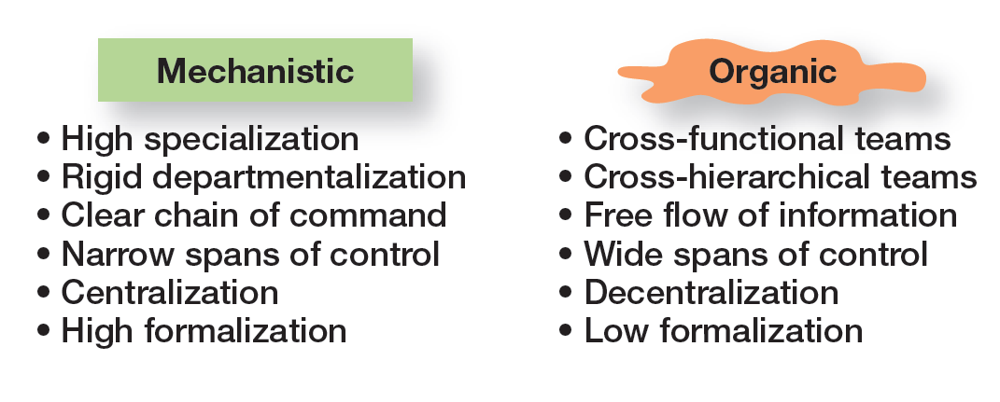 Mechanistic
• High specialization
• Rigid departmentalization
• Clear chain of command
• Narrow spans of control
• Centralization
• High formalization
Organic
• Cross-functional teams
• Cross-hierarchical teams
• Free flow of information
• Wide spans of control
• Decentralization
• Low formalization